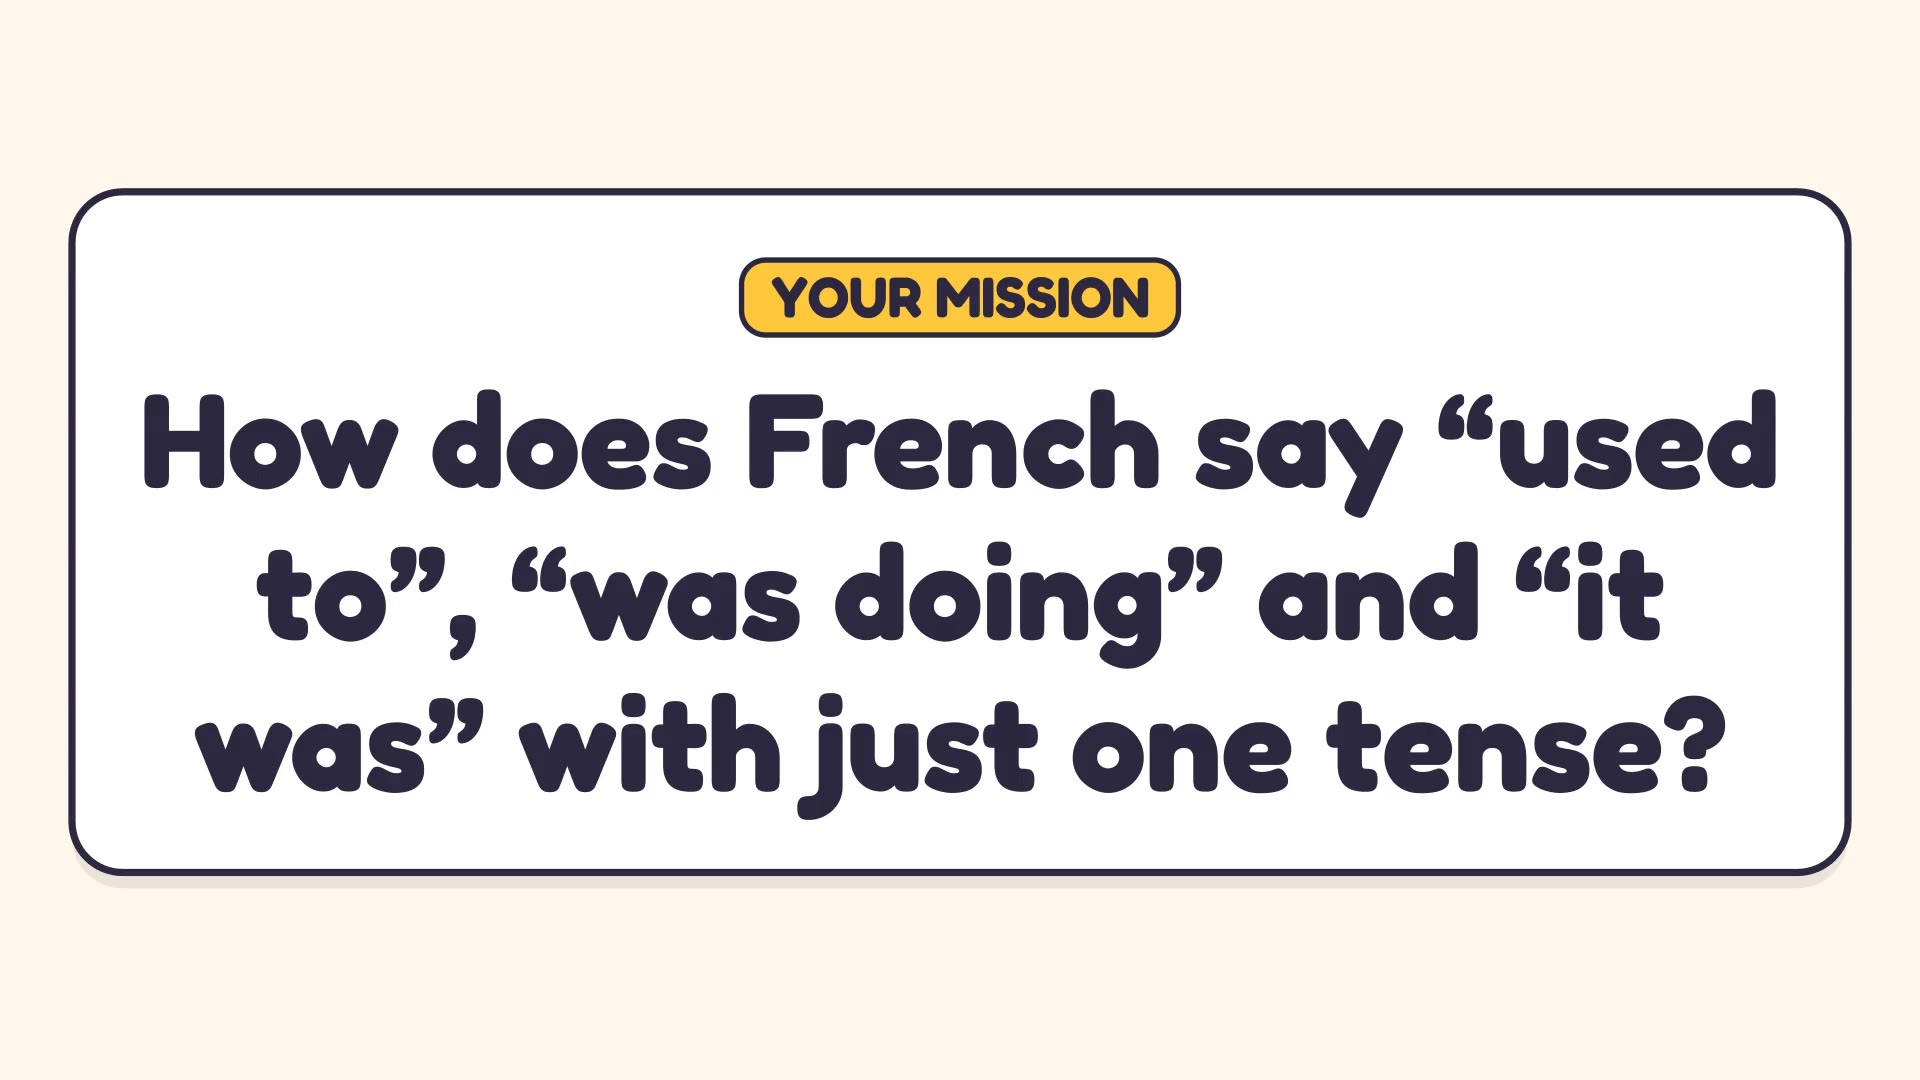 YOUR MISSION
How does French say “used
to”, “was doing” and “it
was” with just one tense?